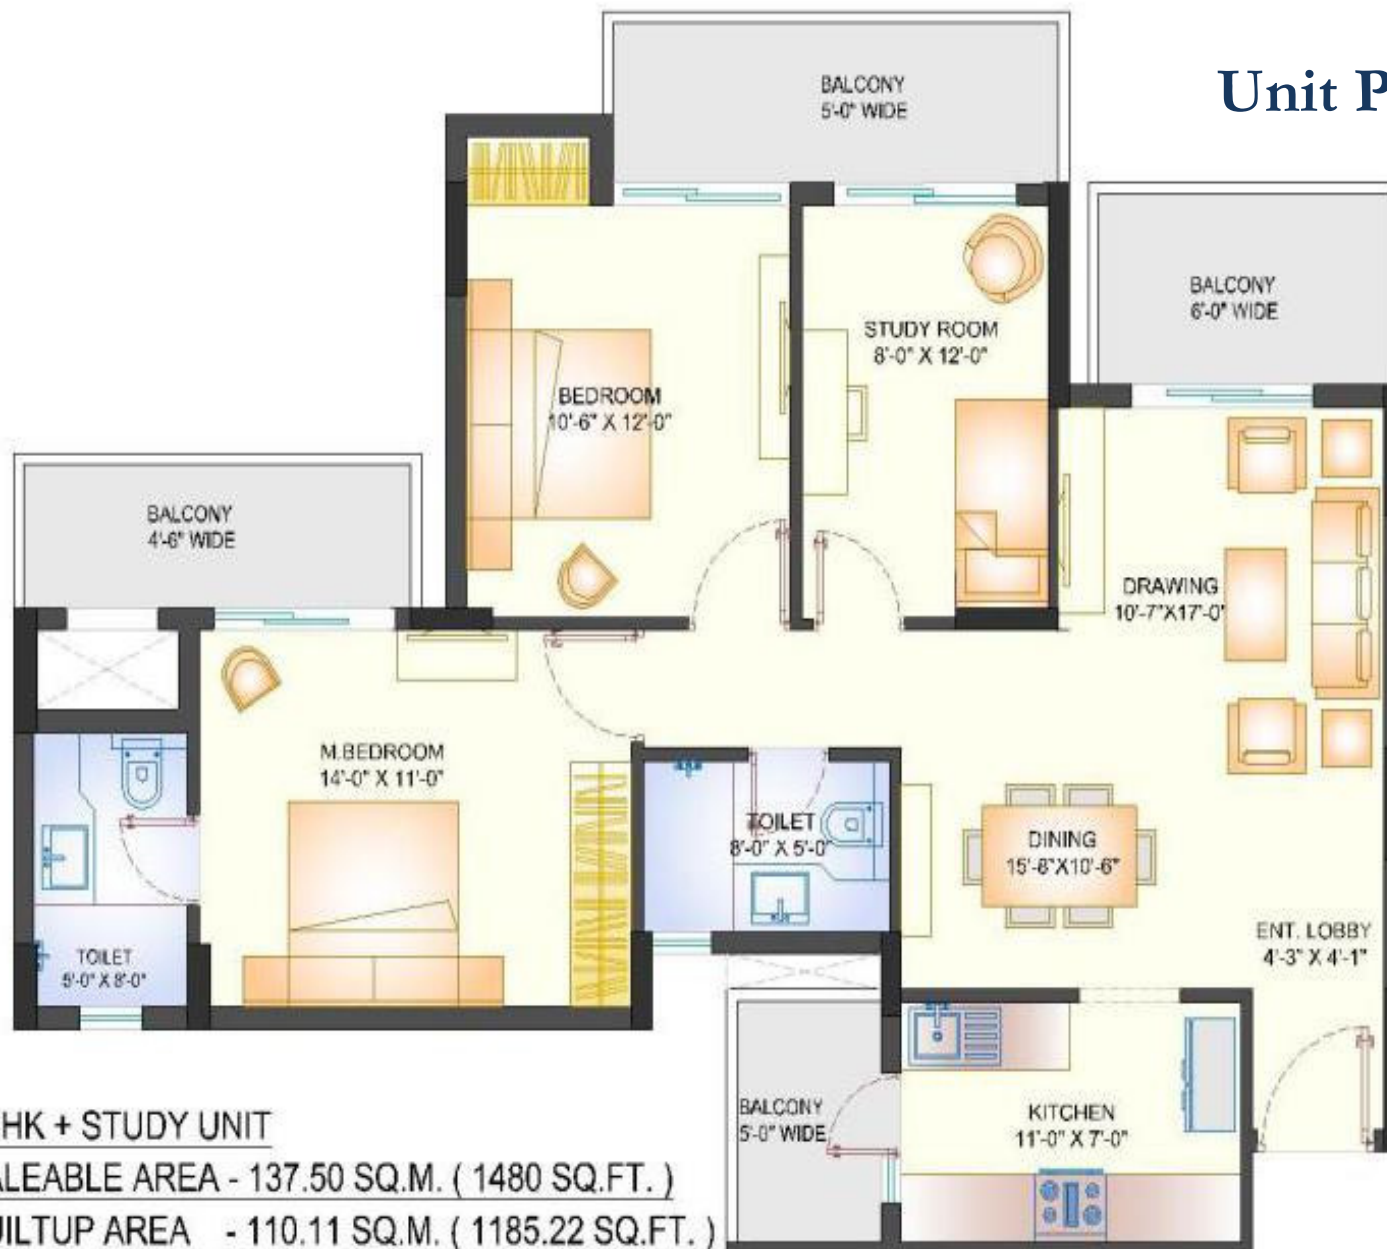 Unit P
BALCONY
5'-0" WIDE
BALCONY
6'-0" WIDE
STUDY ROOM
8'-0" X 12'-0"
BEDROOM
10'-6" X 12'-0"
BALCONY
4'-6" WIDE
DRAWING
10'-7"X17'-0"
M.BEDROOM
14'-0" X 11'-0"
TOILET
8'-0" X 5'-0"
DINING
15'-8"X10'-6"
ENT. LOBBY
4'-3" X 4'-1"
TOILET
5'-0" X 8'-0"
BALCONY
5'-0" WIDE
KITCHEN
11'-0" X 7'-0"
HK + STUDY UNIT
ALEABLE AREA - 137.50 SQ.M. ( 1480 SQ.FT. )
UILTUP AREA - 110.11 SQ.M. ( 1185.22 SQ.FT. )